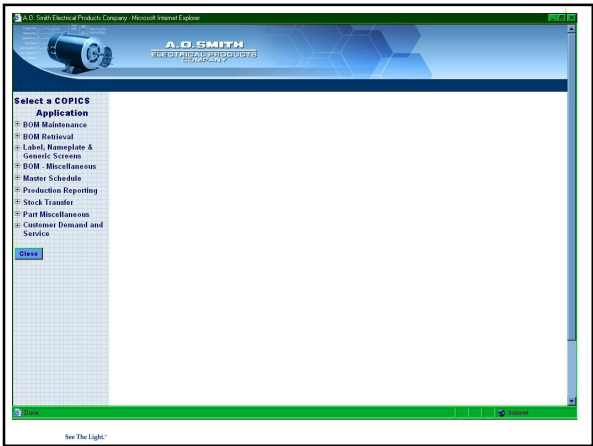 A. O. Smith Electrical Products Company - Microsoft Internet Explorer
A.O.SMITH
ELECTRICAL PRODUCTS
COMPANY
Select a COPICS
Application
BOM Maintenance
BOM Retrieval
Label, Nameplate &
Generic Screens
BOM - Miscellaneous
Master Schedule
Production Reporting
Stock Transfer
Part Miscellaneous
Customer Demand and
Service
Close
Done
Internet
See The Light.